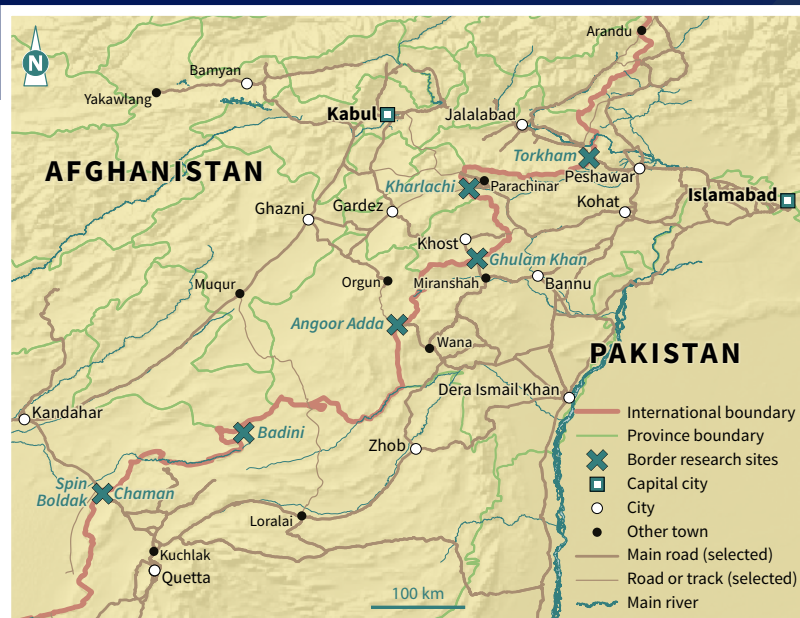 Arandu
N
Bamyan
Yakawlang
Kabul
Jalalabad
Torkham
AFGHANISTAN
Peshawar
Kharlachi
Parachinar
Islamabad
Ghazni
Gardez
Kohat
Khost
Ghulam Khan
Muqur
Orgun
Miranshah
Bannu
Angoor Adda
Wana
PAKISTAN
Dera Ismail Khan
Kandahar
Badini
Zhob
Spin
Boldak
Chaman
Loralai
Kuchlak
Quetta
100 km
International boundary
Province boundary
Border research sites
Capital city
City
Other town
Main road (selected)
Road or track (selected)
Main river